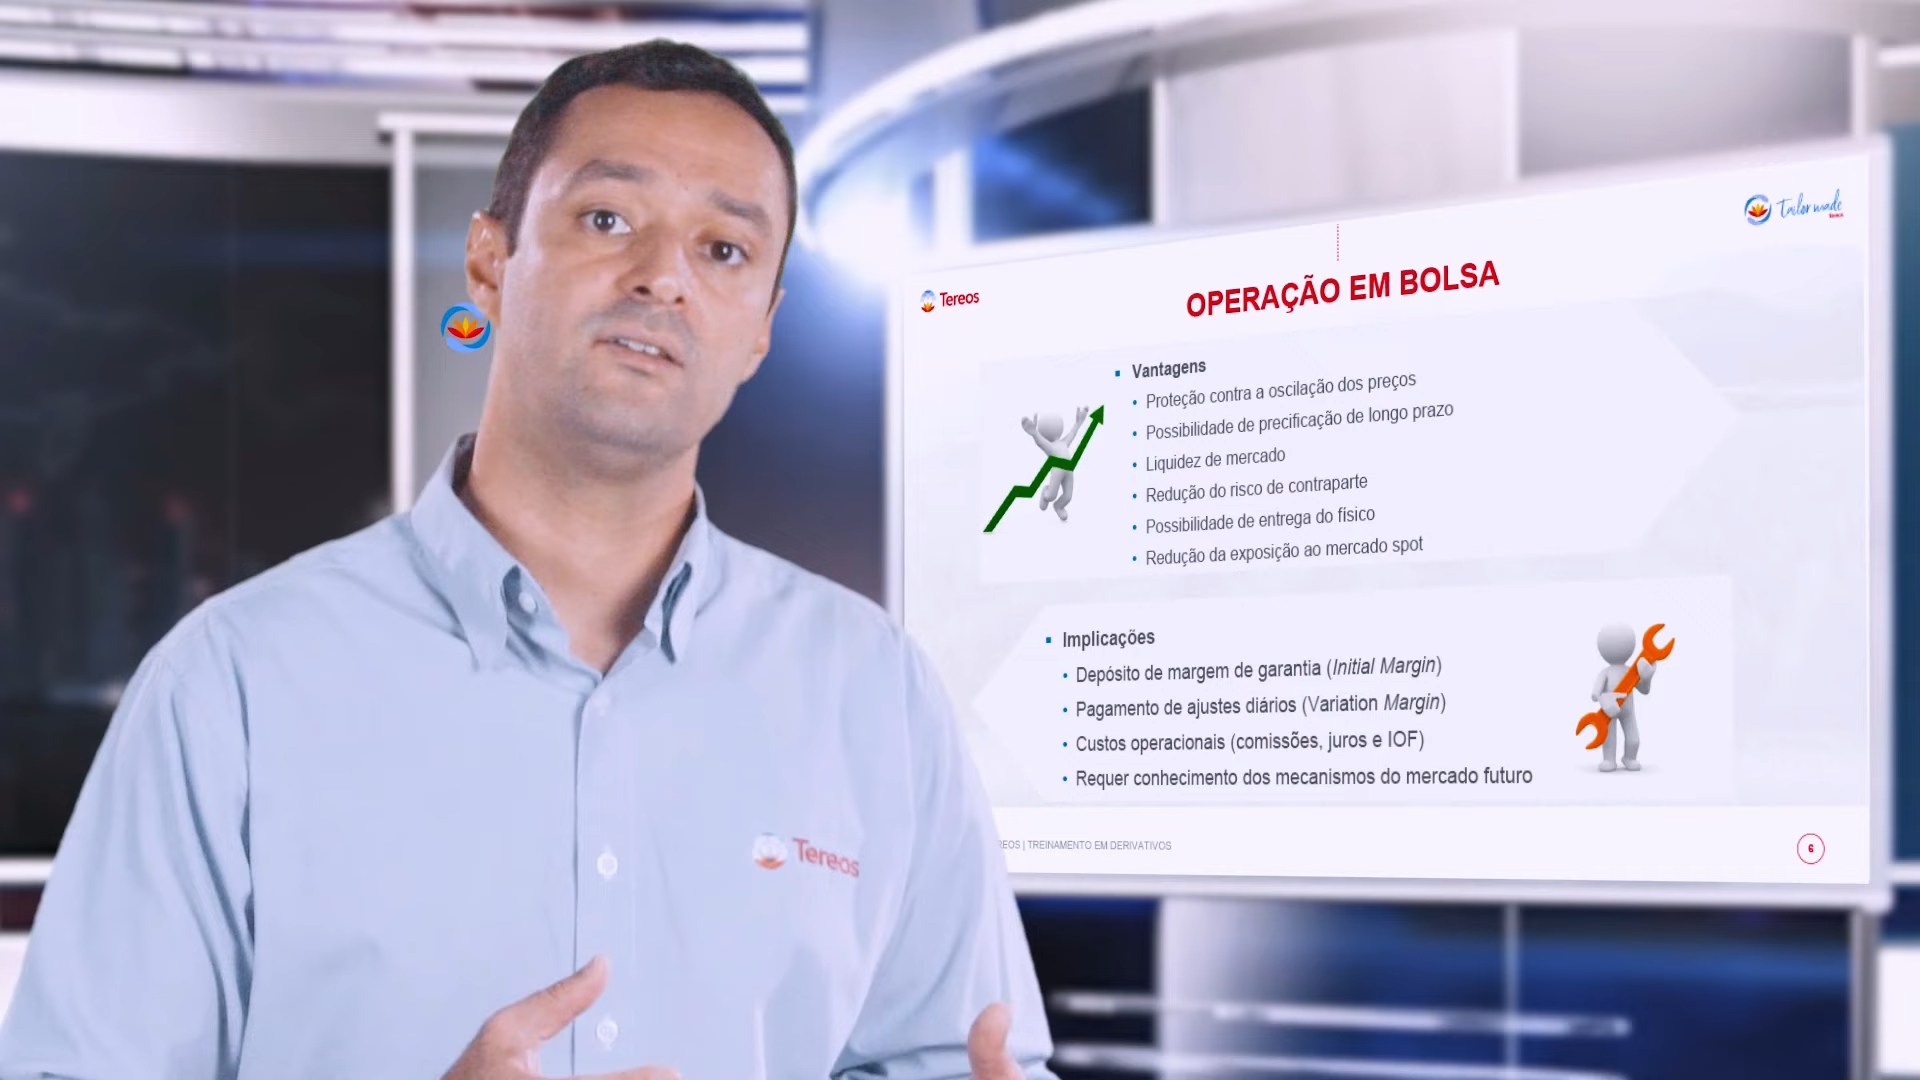 Tailor made
Tereos
Tereos
OPERAÇÃO EM BOLSA
Vantagens
Proteção contra a oscilação dos preços
Possibilidade de precificação de longo prazo
Liquidez de mercado
Redução do risco de contraparte
Possibilidade de entrega do físico
Redução da exposição ao mercado spot
Implicações
Depósito de margem de garantia (Initial Margin)
Pagamento de ajustes diários (Variation Margin)
Custos operacionais (comissões, juros e IOF)
Requer conhecimento dos mecanismos do mercado futuro
EOS | TREINAMENTO EM DERIVATIVOS
6
Tereos